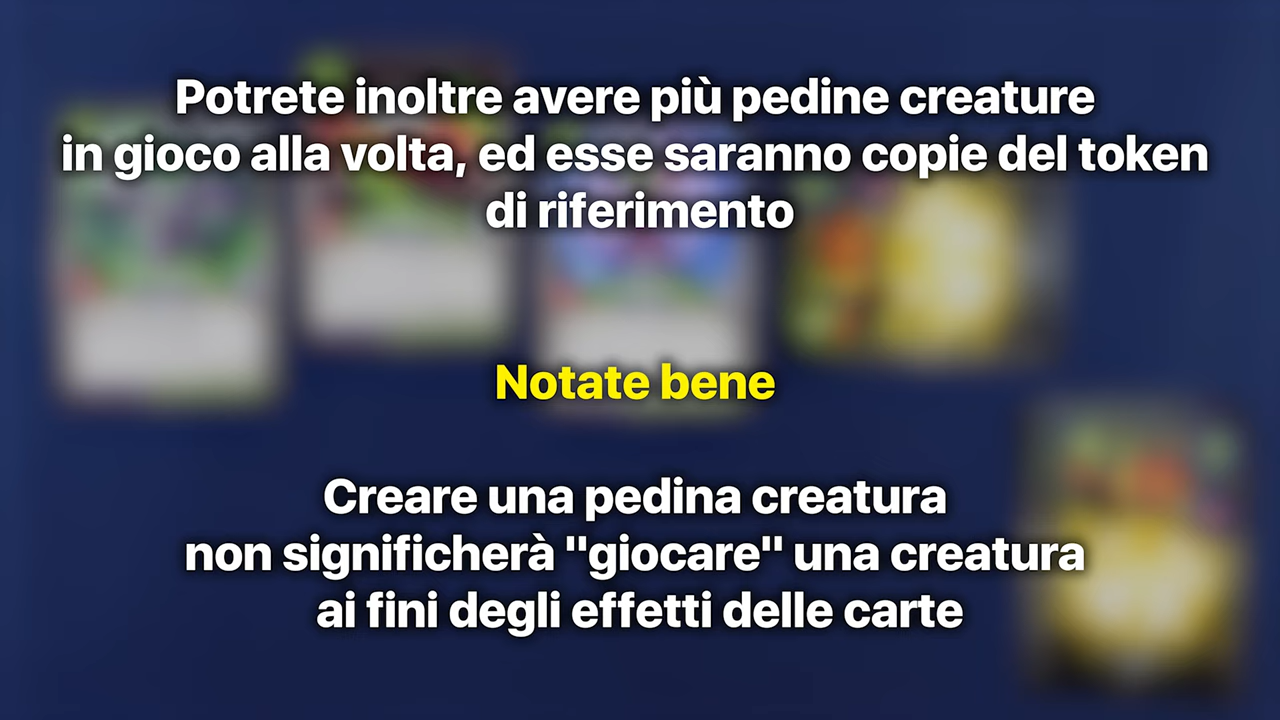 Potrete inoltre avere più pedine creature
in gioco alla volta, ed esse saranno copie del token
di riferimento
Notate bene
Creare una pedina creatura
non significherà "giocare" una creatura
ai fini degli effetti delle carte